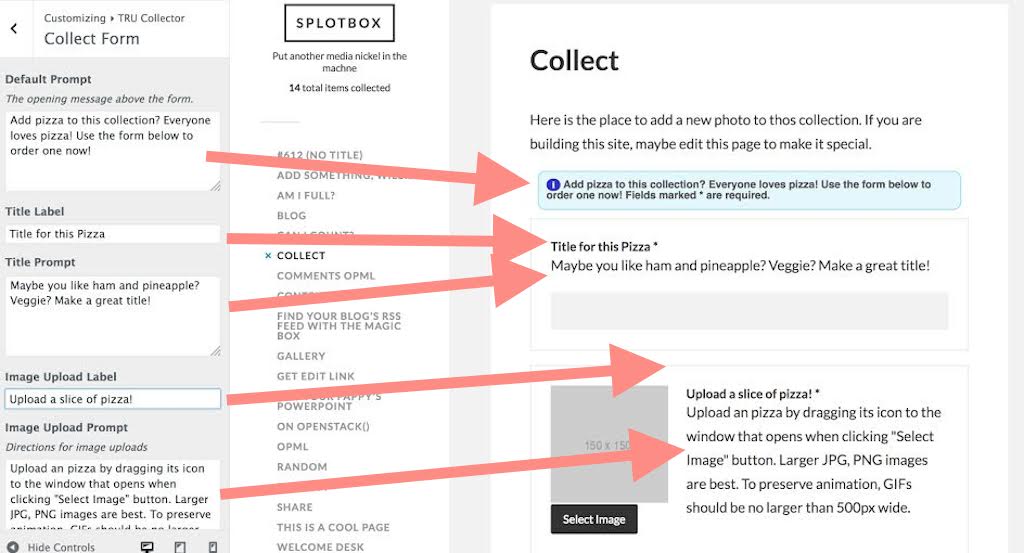 Customizing ▸ TRU Collector
Collect Form
Default Prompt
The opening message above the form.
Add pizza to this collection? Everyone
loves pizza! Use the form below to
order one now!
Title Label
Title for this Pizza
Title Prompt
Maybe you like ham and pineapple?
Veggie? Make a great title!
Image Upload Label
Upload a slice of pizza!
Image Upload Prompt
Directions for image uploads
Upload an pizza by dragging its icon
to the window that opens when
clicking "Select Image" button. Larger
JPG, PNG images are best. To preserve
animation, GIFs should be no larger
Hide Controls
SPLOTBOX
Put another media nickel in the
machne
14 total items collected
#612 (NO TITLE)
ADD SOMETHING,
AM I FULL?
BLOG
CAN I COUNT?
× COLLECT
COMMENTS OPML
FIND YOUR BLOG'S RSS
FEED WITH THE MAGIC
BOX
GALLERY
GET EDIT LINK
POWERPOINT
ON OPENSTACK()
OPML
RANDOM
SHARE
THIS IS A COOL PAGE
WELCOME DESK
Collect
Here is the place to add a new photo to thos collection. If you are
building this site, maybe edit this page to make it special.
Add pizza to this collection? Everyone loves pizza! Use the form below to
order one now! Fields marked * are required.
Title for this Pizza *
Maybe you like ham and pineapple? Veggie? Make a great title!
150 x 150
Select Image
Upload a slice of pizza! *
Upload an pizza by dragging its icon to the
window that opens when clicking "Select
Image" button. Larger JPG, PNG images
are best. To preserve animation, GIFs
should be no larger than 500px wide.